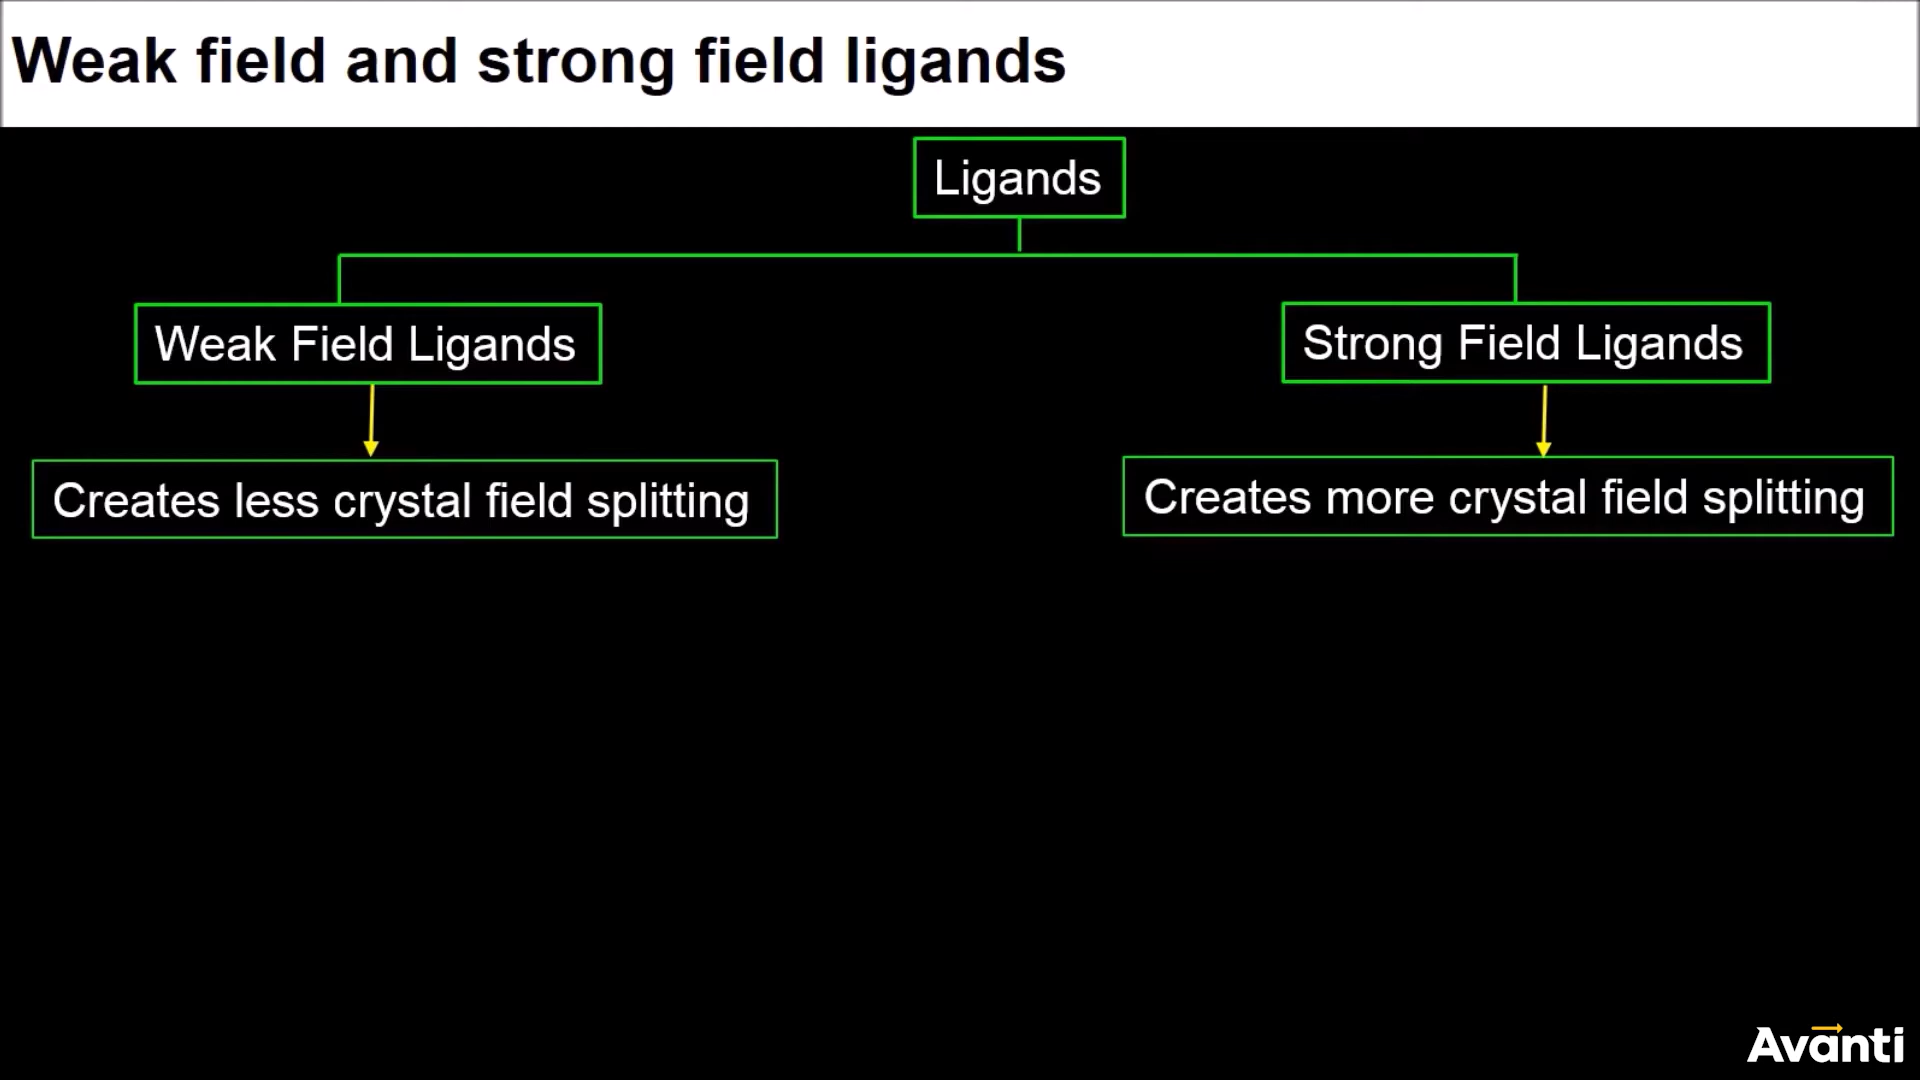 Weak field and strong field ligands
Ligands
Weak Field Ligands
Strong Field Ligands
Creates less crystal field splitting
Creates more crystal field splitting
Avanti